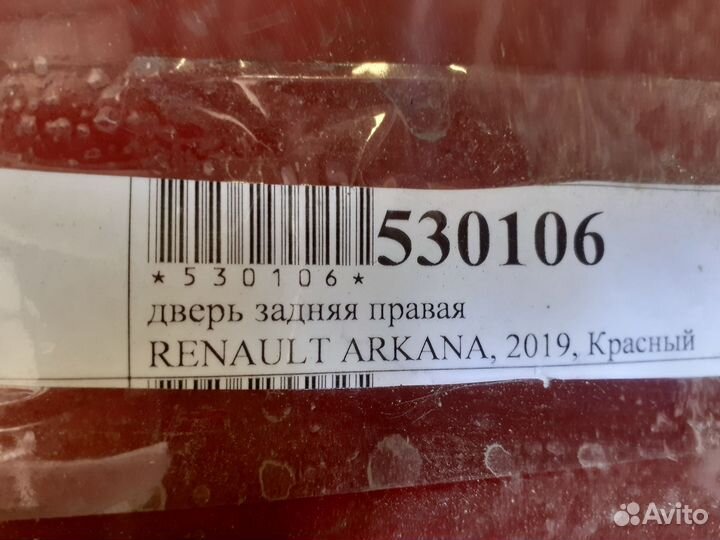 530106
*530106*
дверь задняя правая
RENAULT ARKANA, 2019, Красный
Avito